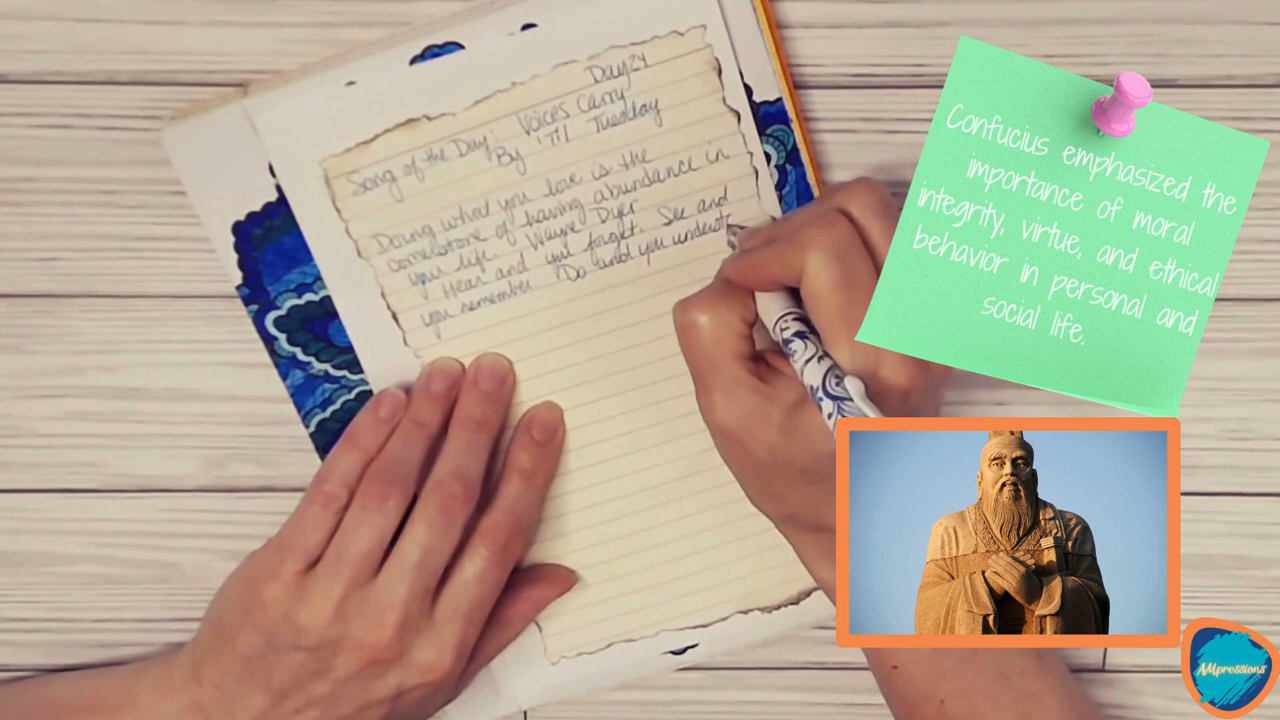 Day 24
Song of the Day: Voices Carry
By 'Til Tuesday
Doing what you love is the
cornerstone of having abundance in
you life. Wayne Dyer
Hear and you forget. See and
you remember. Do and you underst
Confucius emphasized the
importance of moral
integrity, virtue, and ethical
behavior in personal and
social life.
AMpressions